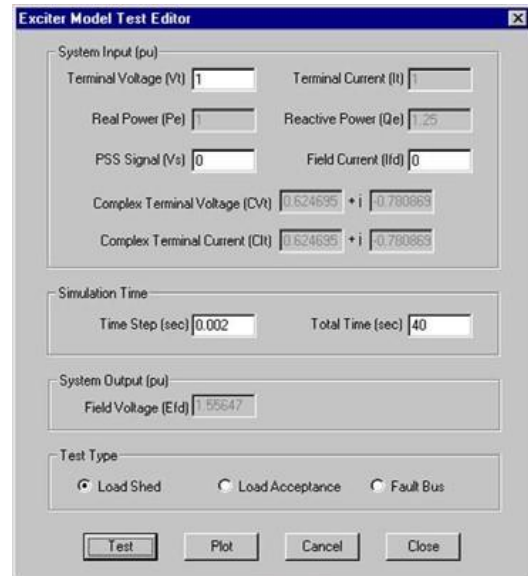 Exciter Model Test Editor
System Input (pu)
Terminal Voltage (Vt) 1 Terminal Current (It) 1
Real Power (Pe) 1 Reactive Power (Qe) 1.25
PSS Signal (Vs) 0 Field Current (Ifd) 0
Complex Terminal Voltage (CVt) 0.624695 + i -0.780869
Complex Terminal Current (CIt) 0.624695 + i -0.780869
Simulation Time
Time Step (sec) 0.002 Total Time (sec) 40
System Output (pu)
Field Voltage (Efd) 1.55647
Test Type
Load Shed Load Acceptance Fault Bus
Test Plot Cancel Close